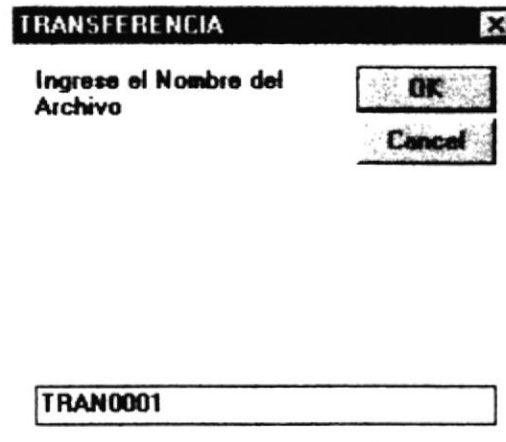 TRANSFERENCIA
Ingrese el Nombre del
Archivo
OK
Cancel
TRAN0001